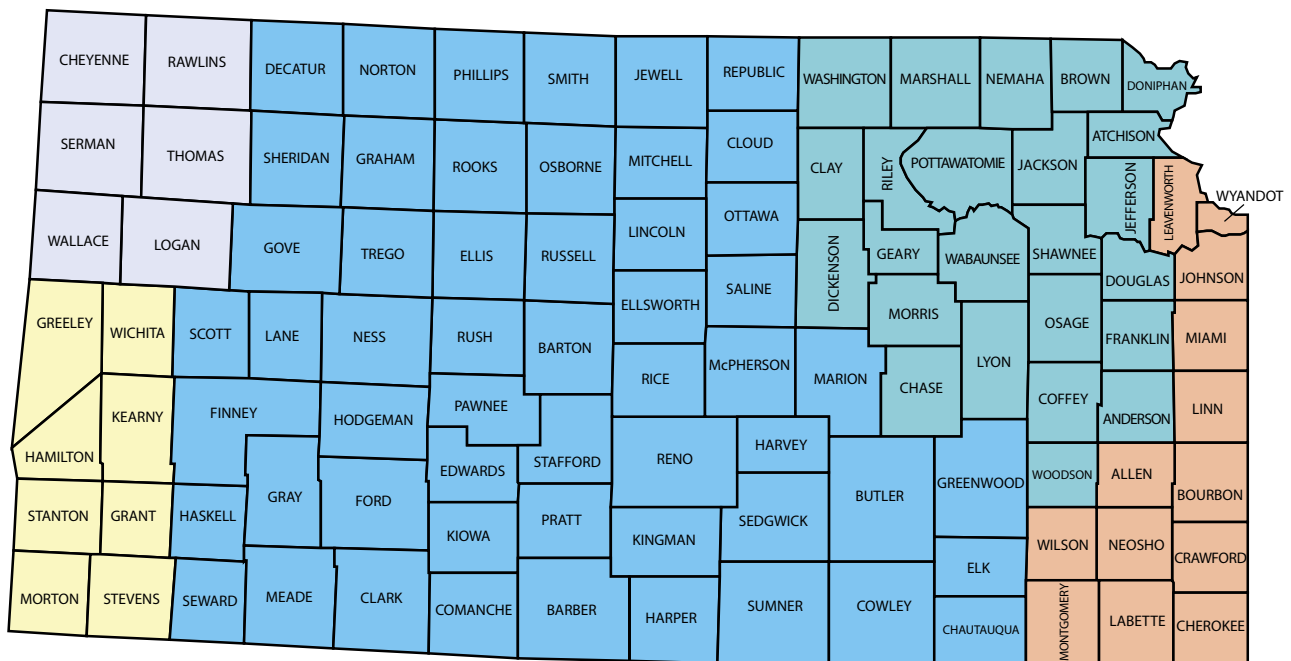 CHEYENNE
RAWLINS
DECATUR
NORTON
PHILLIPS
SMITH
JEWELL
REPUBLIC
WASHINGTON
MARSHALL
NEMAHA
BROWN
DONIPHAN
SERMAN
THOMAS
SHERIDAN
GRAHAM
ROOKS
OSBORNE
MITCHELL
CLOUD
CLAY
RILEY
POTTAWATOMIE
JACKSON
ATCHISON
JEFFERSON
LEAVENWORTH
WYANDOT
WALLACE
LOGAN
GOVE
TREGO
ELLIS
RUSSELL
LINCOLN
OTTAWA
DICKENSON
GEARY
WABAUNSEE
SHAWNEE
DOUGLAS
JOHNSON
GREELEY
WICHITA
SCOTT
LANE
NESS
RUSH
BARTON
ELLSWORTH
SALINE
MORRIS
OSAGE
FRANKLIN
MIAMI
RICE
McPHERSON
MARION
CHASE
LYON
COFFEY
ANDERSON
LINN
HAMILTON
KEARNY
FINNEY
HODGEMAN
PAWNEE
EDWARDS
STAFFORD
RENO
HARVEY
BUTLER
GREENWOOD
WOODSON
ALLEN
BOURBON
STANTON
GRANT
HASKELL
GRAY
FORD
KIOWA
PRATT
KINGMAN
SEDGWICK
ELK
WILSON
NEOSHO
CRAWFORD
MORTON
STEVENS
SEWARD
MEADE
CLARK
COMANCHE
BARBER
HARPER
SUMNER
COWLEY
CHAUTAUQUA
MONTGOMERY
LABETTE
CHEROKEE